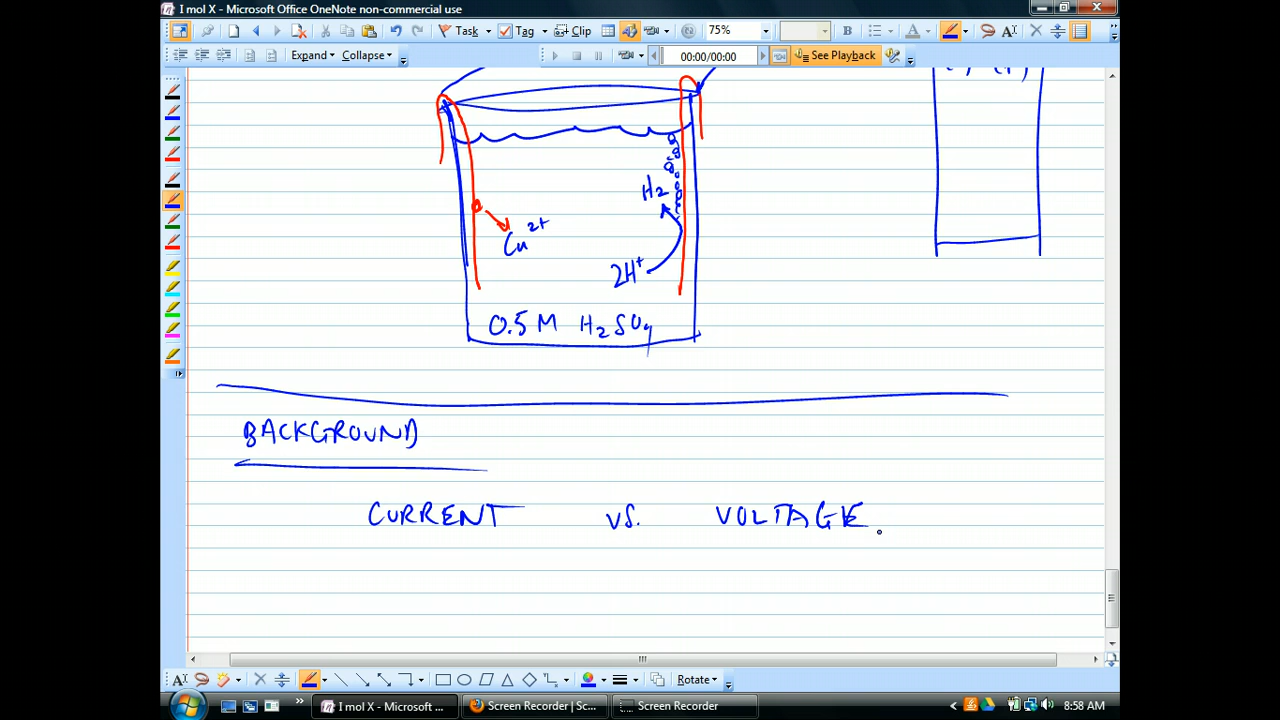 I mol X - Microsoft Office OneNote non-commercial use
Task Tag Clip 75% B A
Expand Collapse 00:00/00:00 See Playback
H2
Cu2+
2H+
0.5 M H2SO4
BACKGROUND
CURRENT vs. VOLTAGE
Rotate
I mol X - Microsoft ... Screen Recorder | Sc... Screen Recorder 8:58 AM